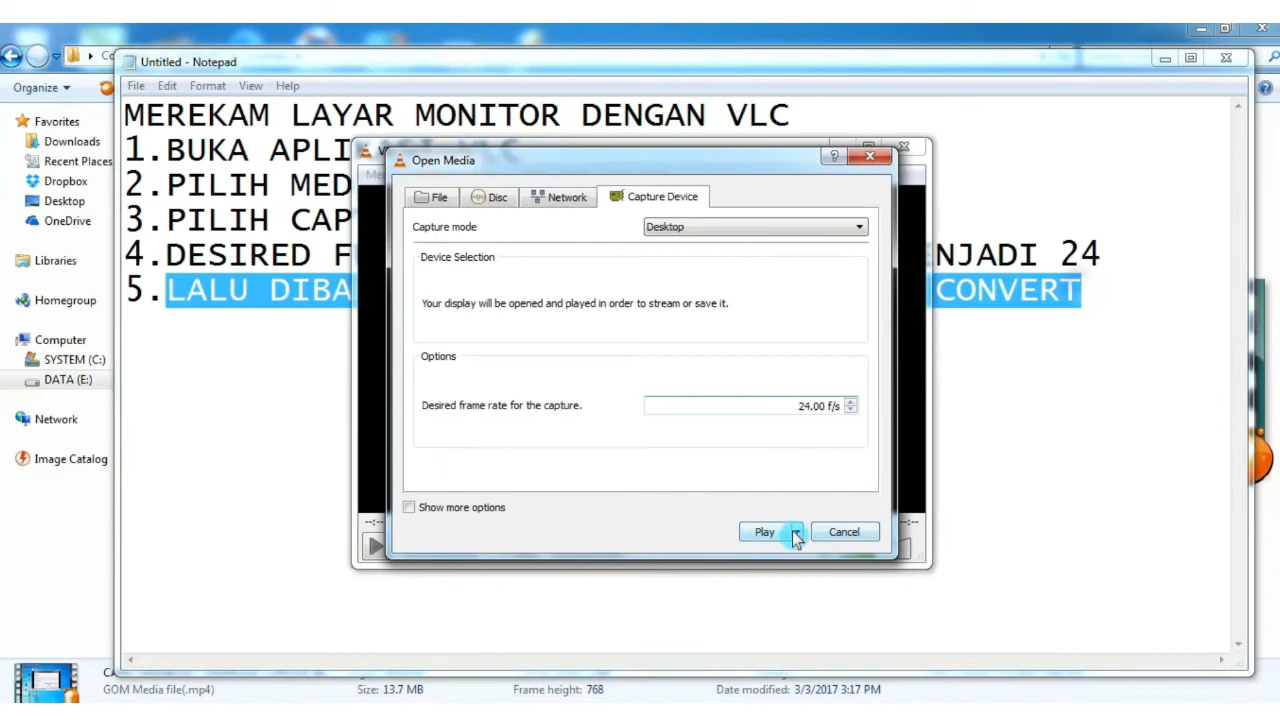 Untitled - Notepad
Organize
File Edit Format View Help
MEREKAM LAYAR MONITOR DENGAN VLC
1.BUKA APLI
2.PILIH MED
3.PILIH CAP
4.DESIRED F
NJADI 24
5.LALU DIBA
CONVERT
Favorites
Downloads
Recent Places
Dropbox
Desktop
OneDrive
Libraries
Homegroup
Computer
SYSTEM (C:)
DATA (E:)
Network
Image Catalog
Open Media
File Disc Network Capture Device
Capture mode Desktop
Device Selection
Your display will be opened and played in order to stream or save it.
Options
Desired frame rate for the capture. 24.00 f/s
Show more options
Play Cancel
--:--
GOM Media file(.mp4) Size: 13.7 MB Frame height: 768 Date modified: 3/3/2017 3:17 PM